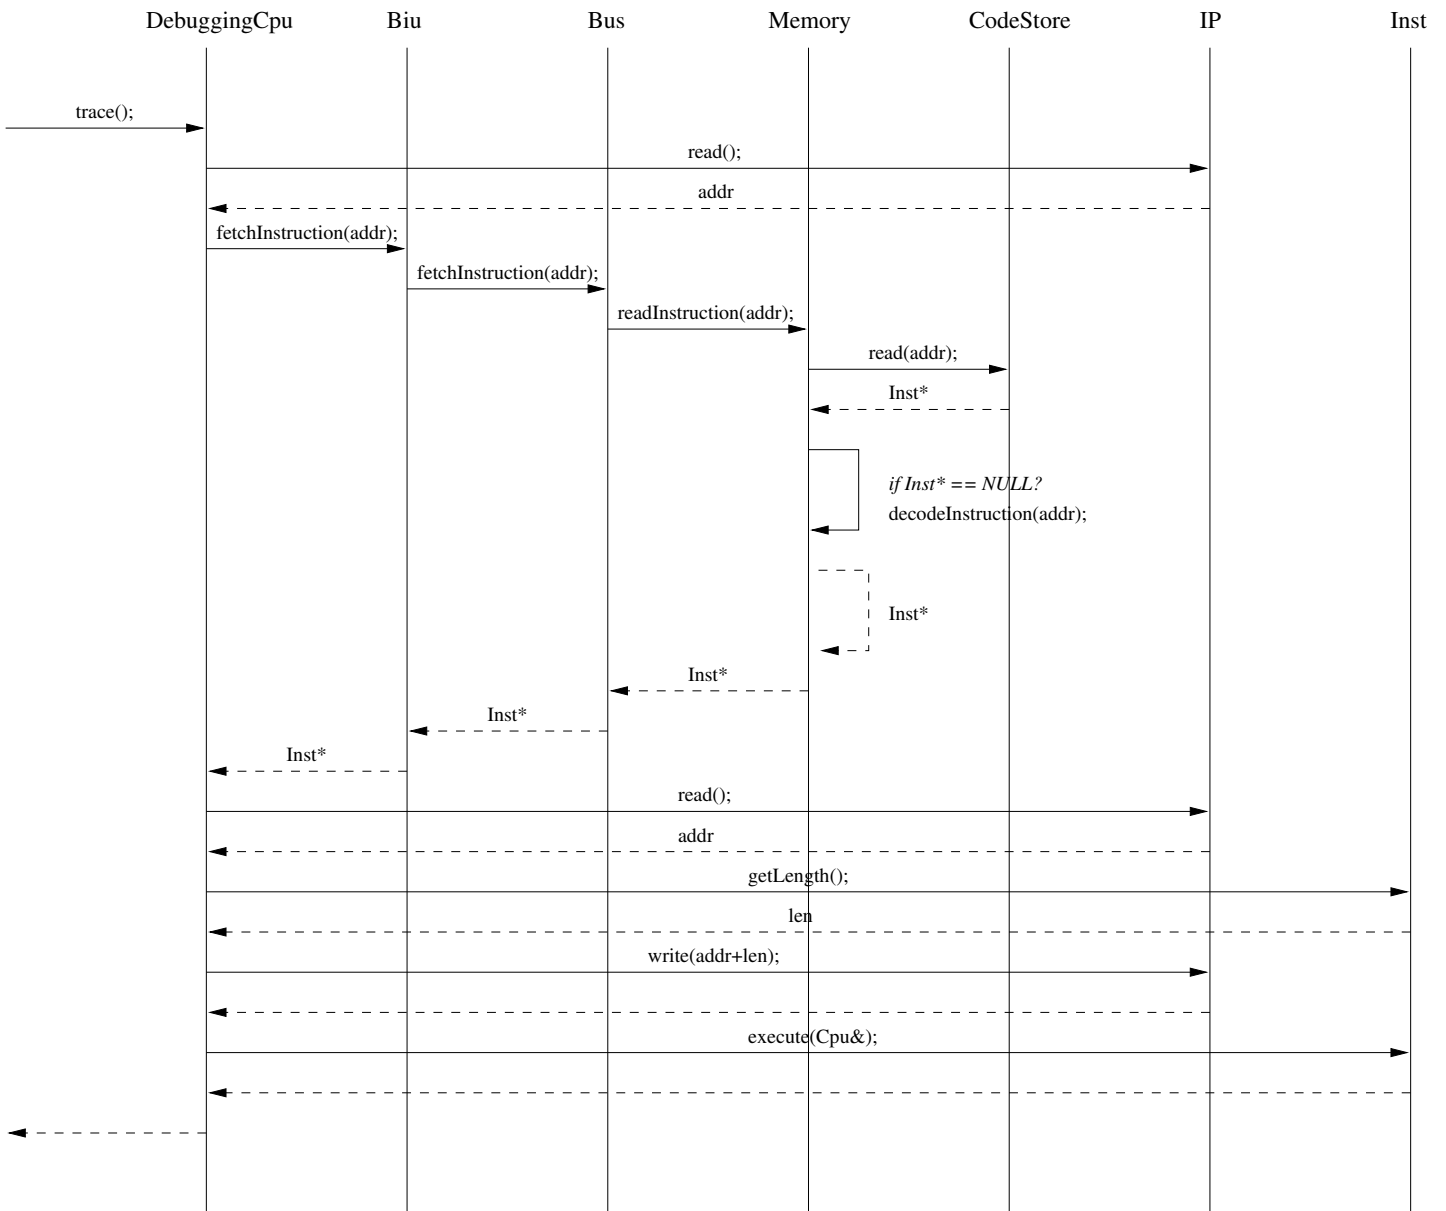 DebuggingCpu Biu Bus Memory CodeStore IP Inst
trace();
read();
addr
fetchInstruction(addr);
fetchInstruction(addr);
readInstruction(addr);
read(addr);
Inst*
if Inst* == NULL?
decodeInstruction(addr);
Inst*
Inst*
Inst*
Inst*
read();
addr
getLength();
len
write(addr+len);
execute(Cpu&);